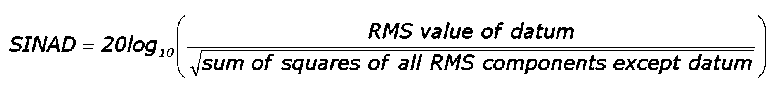 SINAD = 20log10( RMS value of datum / √sum of squares of all RMS components except datum )